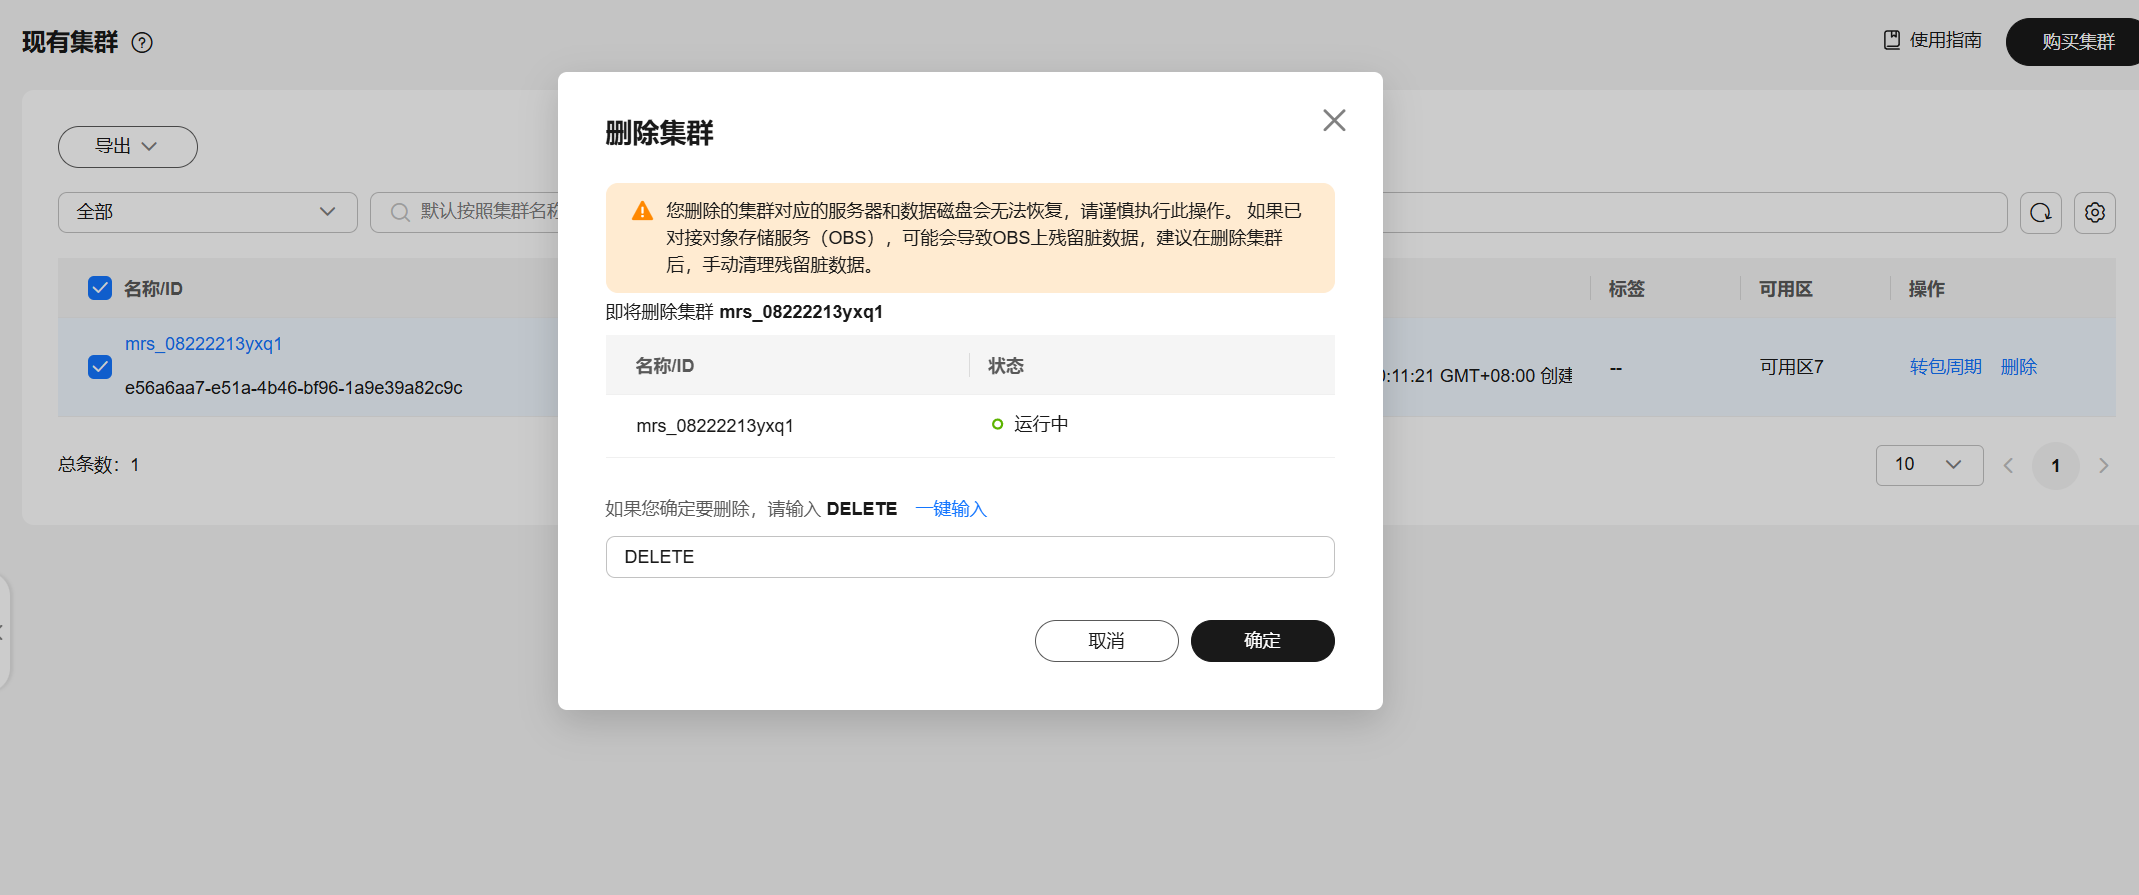 现有集群
使用指南
购买集群
导出
全部
默认按照集群名称
名称/ID
标签
可用区
操作
mrs_08222213yxq1
e56a6aa7-e51a-4b46-bf96-1a9e39a82c9c
:11:21 GMT+08:00 创建
--
可用区7
转包周期 删除
总条数：1
10
1
删除集群
您删除的集群对应的服务器和数据磁盘会无法恢复，请谨慎执行此操作。 如果已
对接对象存储服务（OBS），可能会导致OBS上残留脏数据，建议在删除集群
后，手动清理残留脏数据。
即将删除集群 mrs_08222213yxq1
名称/ID
状态
mrs_08222213yxq1
运行中
如果您确定要删除，请输入 DELETE 一键输入
DELETE
取消
确定